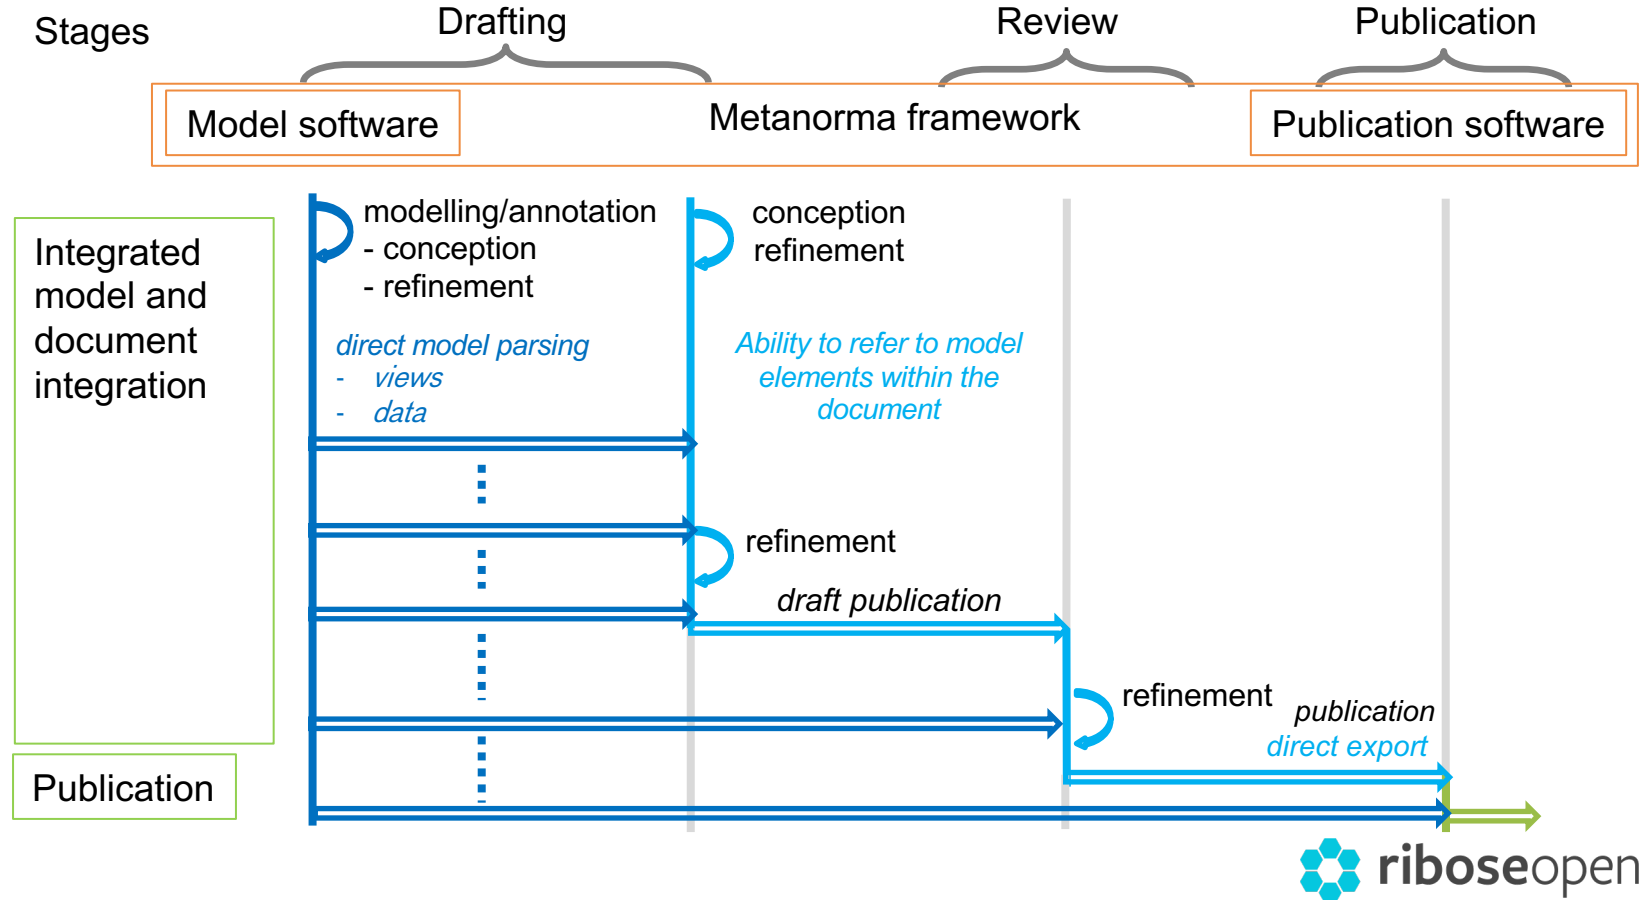 Stages
Drafting
Review
Publication
Model software
Metanorma framework
Publication software
Integrated
model and
document
integration
modelling/annotation
- conception
- refinement
conception
refinement
direct model parsing
- views
- data
Ability to refer to model
elements within the
document
refinement
draft publication
refinement
publication
direct export
Publication
riboseopen